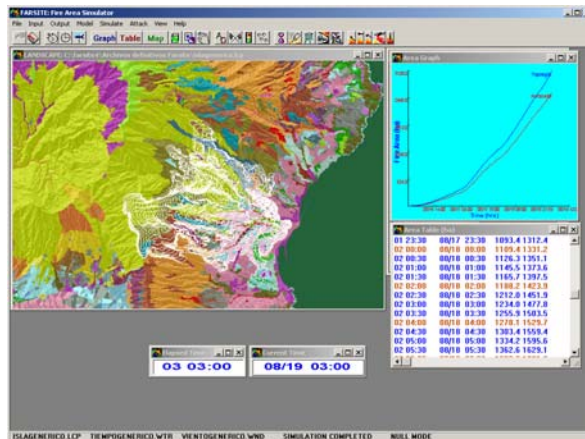 FARSITE: Fire Area Simulator
File Input Output Model Simulate Attack View Help
Graph Table Map
Area Graph
Time (hrs)
Area Table (ha)
01 23:30 08/17 23:30 1093.4 1312.4
02 00:00 08/18 00:00 1109.4 1331.2
02 00:30 08/18 00:30 1126.3 1351.1
02 01:00 08/18 01:00 1145.5 1373.6
02 01:30 08/18 01:30 1165.7 1397.5
02 02:00 08/18 02:00 1188.2 1423.9
02 02:30 08/18 02:30 1212.0 1451.9
02 03:00 08/18 03:00 1234.0 1477.0
02 03:30 08/18 03:30 1255.9 1503.5
02 04:00 08/18 04:00 1278.1 1529.7
02 04:30 08/18 04:30 1303.4 1559.4
02 05:00 08/18 05:00 1334.2 1595.6
02 05:30 08/18 05:30 1362.6 1629.1
Elapsed Time
03 03:00
Current Time
08/19 03:00
ISLAGENERICO.LCP TIEMPOGENERICO.WTR VIENTOGENERICO.WND SIMULATION COMPLETED NULL MODE